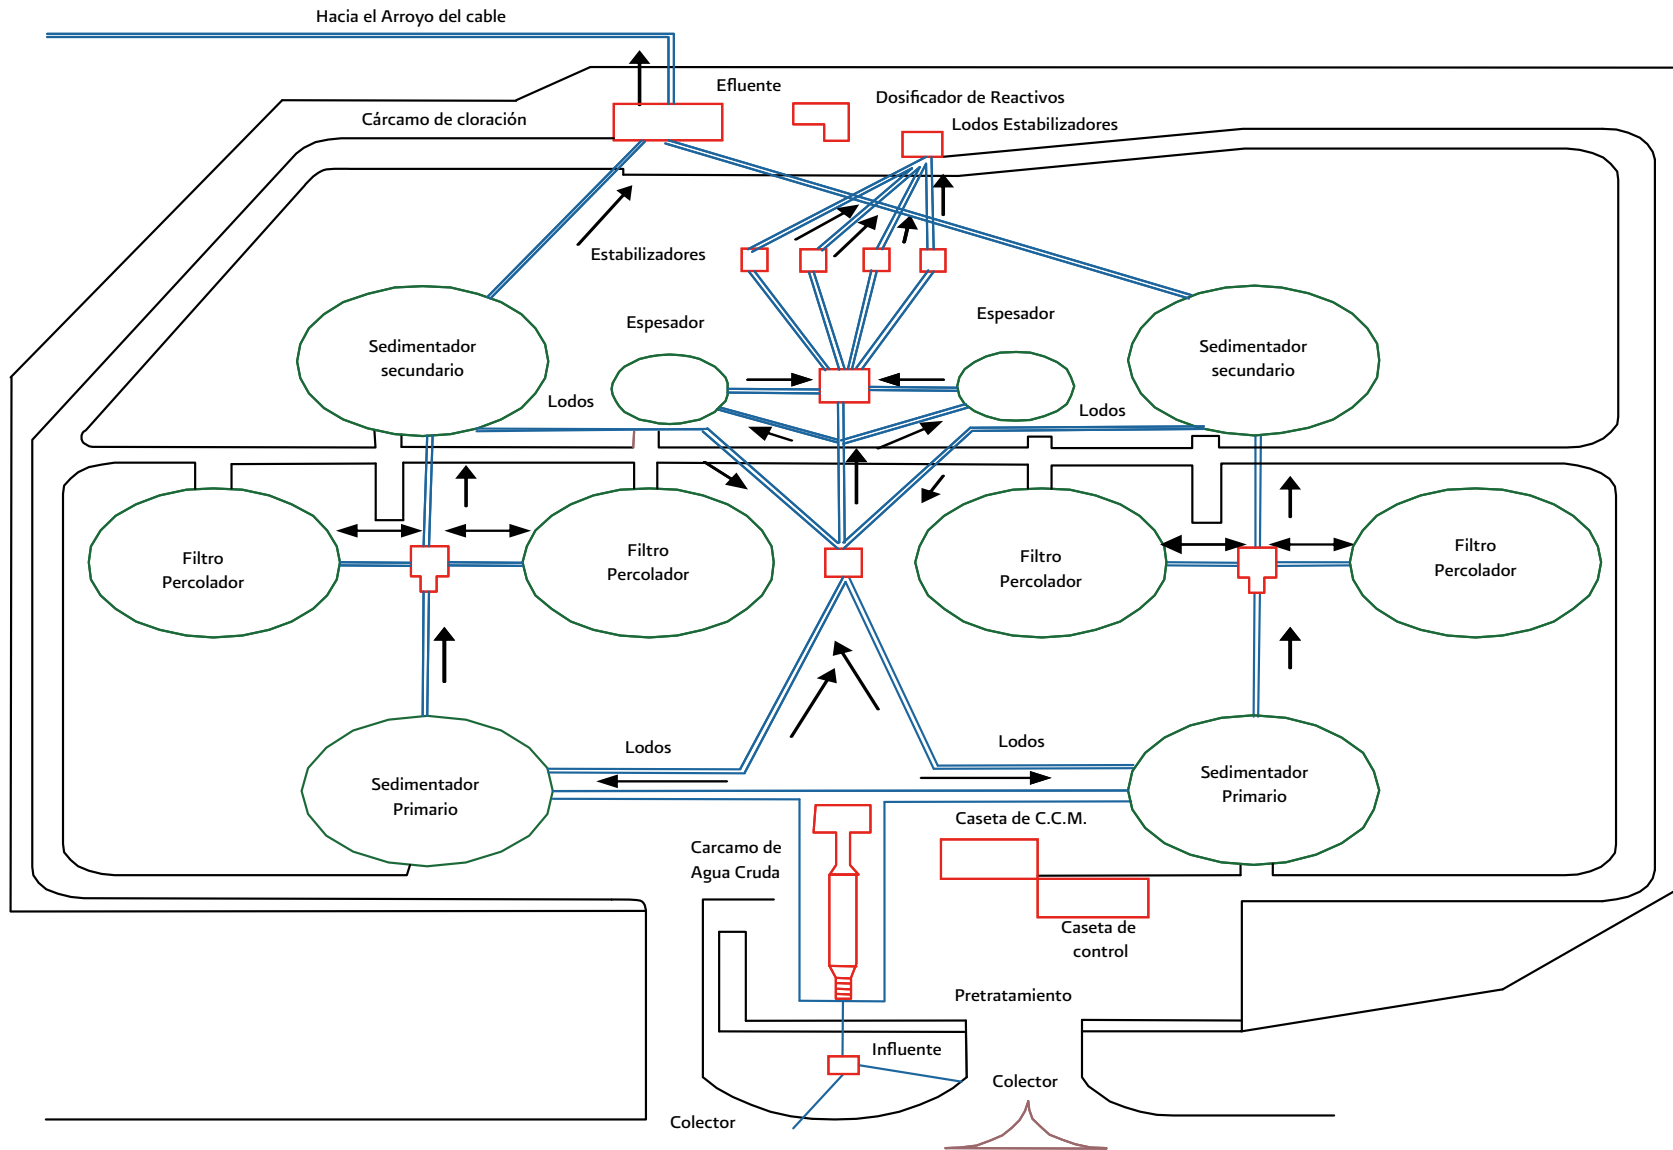 Hacia el Arroyo del cable
Efluente
Dosificador de Reactivos
Cárcamo de cloración
Lodos Estabilizadores
Estabilizadores
Espesador
Espesador
Sedimentador
secundario
Sedimentador
secundario
Lodos
Lodos
Filtro
Percolador
Filtro
Percolador
Filtro
Percolador
Filtro
Percolador
Lodos
Lodos
Sedimentador
Primario
Sedimentador
Primario
Caseta de C.C.M.
Carcamo de
Agua Cruda
Caseta de
control
Pretratamiento
Influente
Colector
Colector